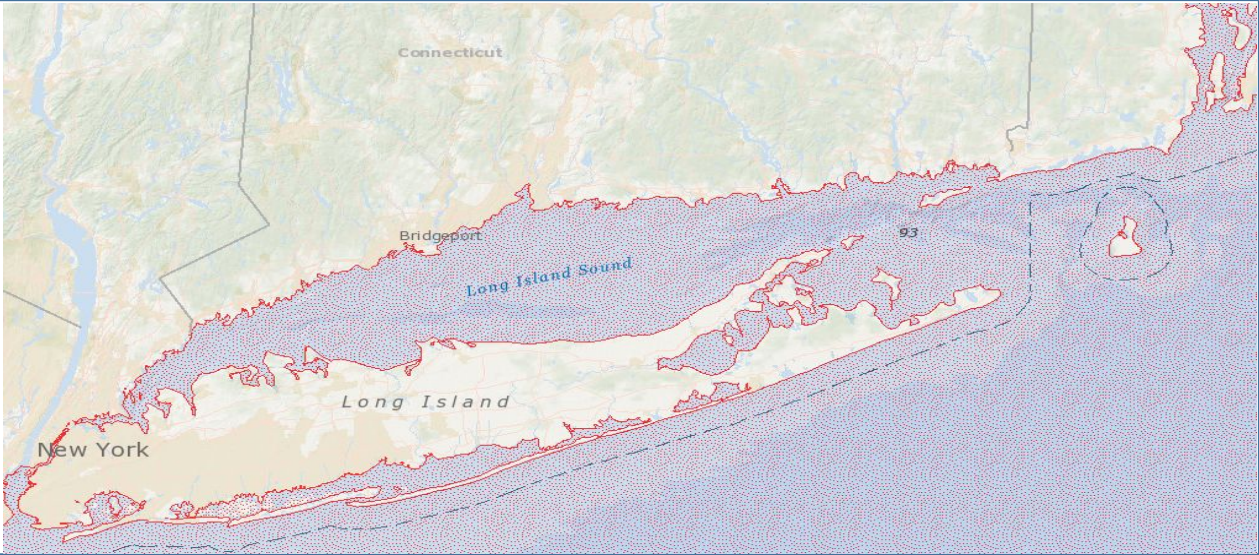 Connecticut
93
Bridgeport
Long Island Sound
Long Island
New York